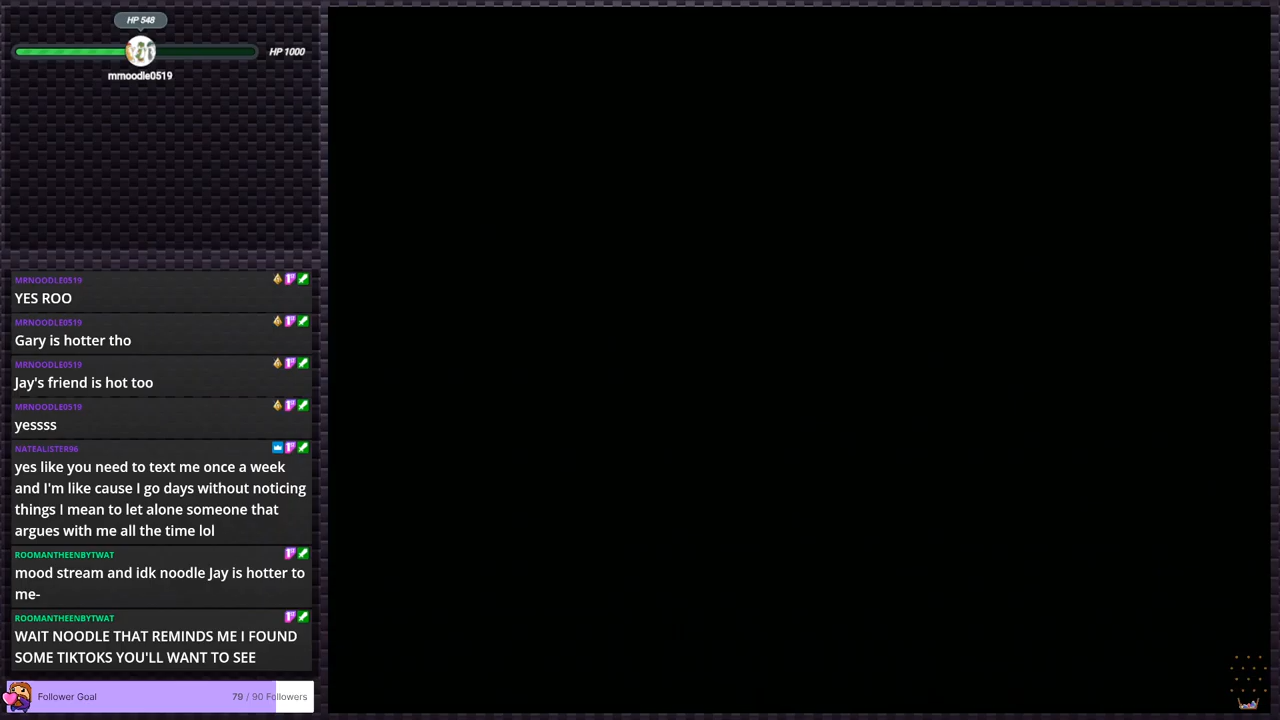 HP 548
HP 1000
mrnoodle0519
MRNOODLE0519
YES ROO
MRNOODLE0519
Gary is hotter tho
MRNOODLE0519
Jay's friend is hot too
MRNOODLE0519
yessss
NATEALISTER96
yes like you need to text me once a week
and I'm like cause I go days without noticing
things I mean to let alone someone that
argues with me all the time lol
ROOMANTHEENBYTWAT
mood stream and idk noodle Jay is hotter to
me-
ROOMANTHEENBYTWAT
WAIT NOODLE THAT REMINDS ME I FOUND
SOME TIKTOKS YOU'LL WANT TO SEE
Follower Goal
79 / 90 Followers